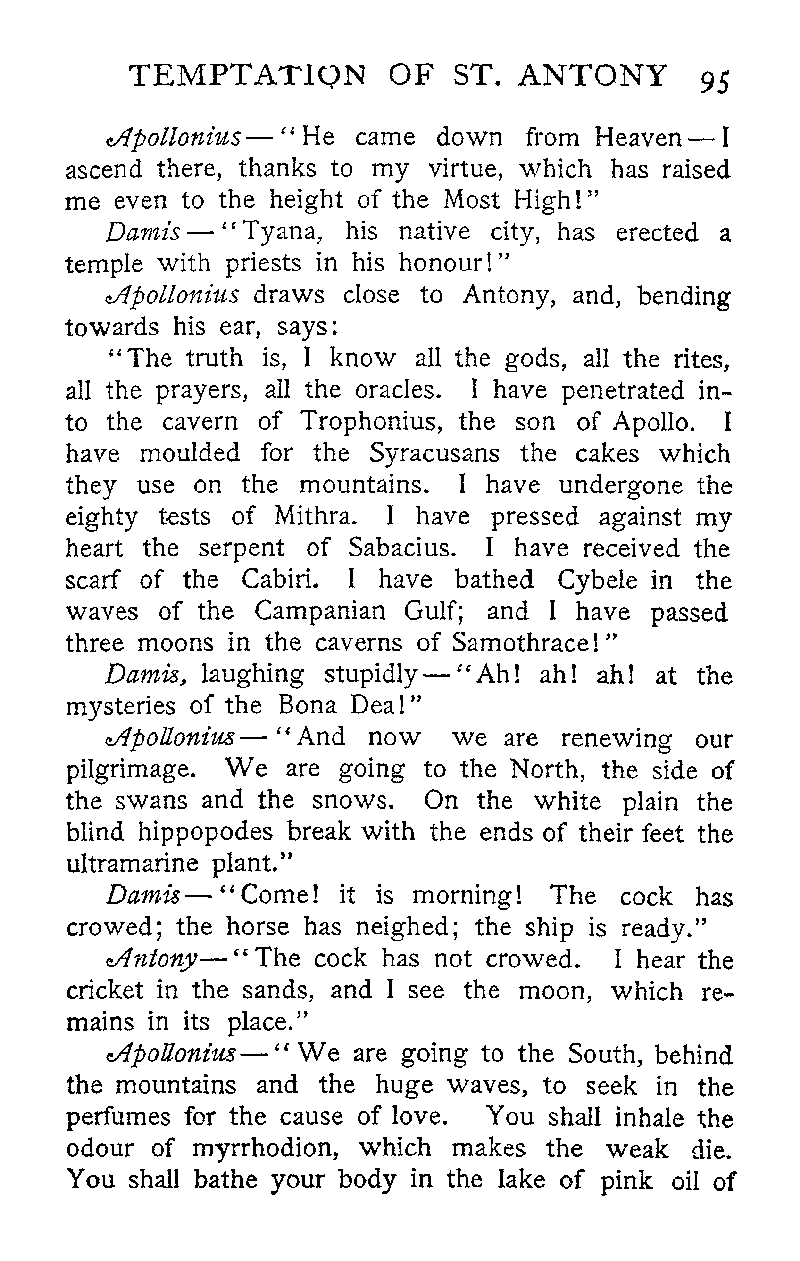 TEMPTATION OF ST. ANTONY 95
Apollonius— "He came down from Heaven— I
ascend there, thanks to my virtue, which has raised
me even to the height of the Most High!"
Damis— "Tyana, his native city, has erected a
temple with priests in his honour!"
Apollonius draws close to Antony, and, bending
towards his ear, says:
"The truth is, I know all the gods, all the rites,
all the prayers, all the oracles. I have penetrated in-
to the cavern of Trophonius, the son of Apollo. I
have moulded for the Syracusans the cakes which
they use on the mountains. I have undergone the
eighty tests of Mithra. I have pressed against my
heart the serpent of Sabacius. I have received the
scarf of the Cabiri. I have bathed Cybele in the
waves of the Campanian Gulf; and I have passed
three moons in the caverns of Samothrace!"
Damis, laughing stupidly— "Ah! ah! ah! at the
mysteries of the Bona Dea!"
Apollonius— "And now we are renewing our
pilgrimage. We are going to the North, the side of
the swans and the snows. On the white plain the
blind hippopodes break with the ends of their feet the
ultramarine plant."
Damis— "Come! it is morning! The cock has
crowed; the horse has neighed; the ship is ready."
Antony— "The cock has not crowed. I hear the
cricket in the sands, and I see the moon, which re-
mains in its place."
Apollonius— "We are going to the South, behind
the mountains and the huge waves, to seek in the
perfumes for the cause of love. You shall inhale the
odour of myrrhodion, which makes the weak die.
You shall bathe your body in the lake of pink oil of